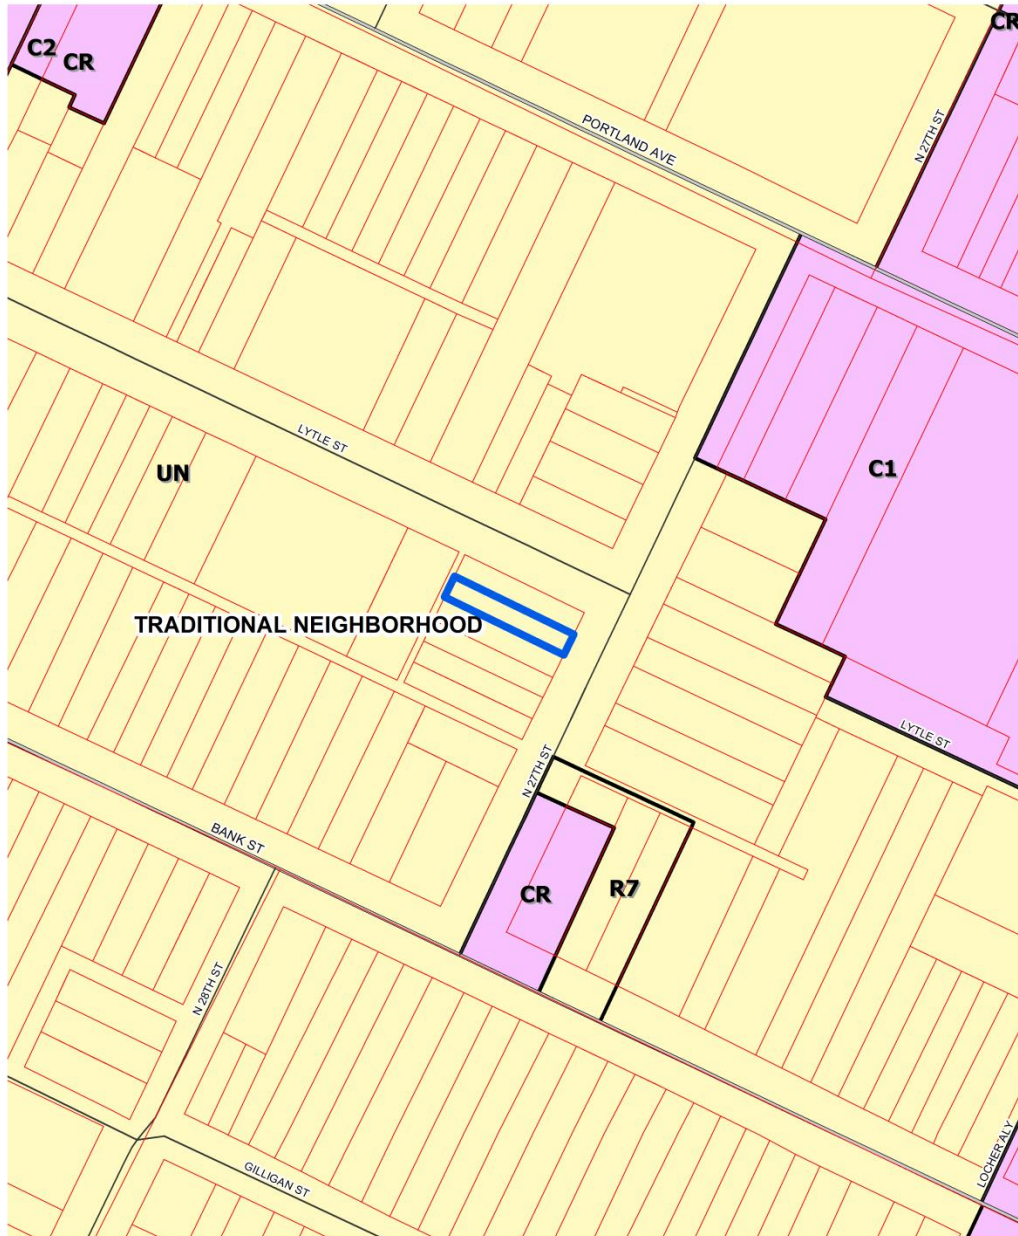 CR
C2
CR
PORTLAND AVE
N 27TH ST
LYTLE ST
C1
UN
TRADITIONAL NEIGHBORHOOD
LYTLE ST
N 27TH ST
BANK ST
CR
R7
N 28TH ST
LOCHER ALY
GILLIGAN ST